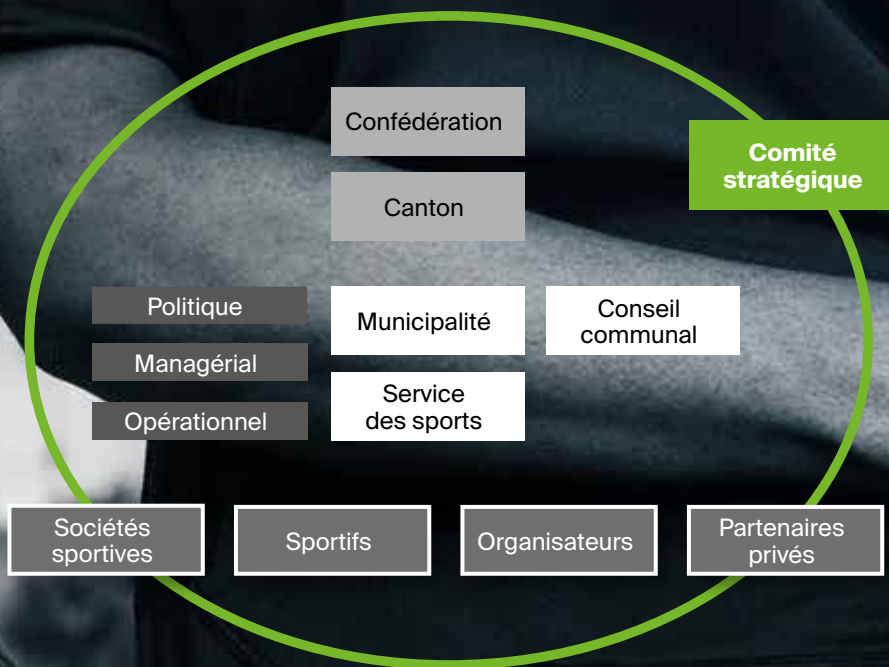 Confédération
Comité
stratégique
Canton
Politique
Municipalité
Conseil
communal
Managérial
Service
des sports
Opérationnel
Sociétés
sportives
Sportifs
Organisateurs
Partenaires
privés